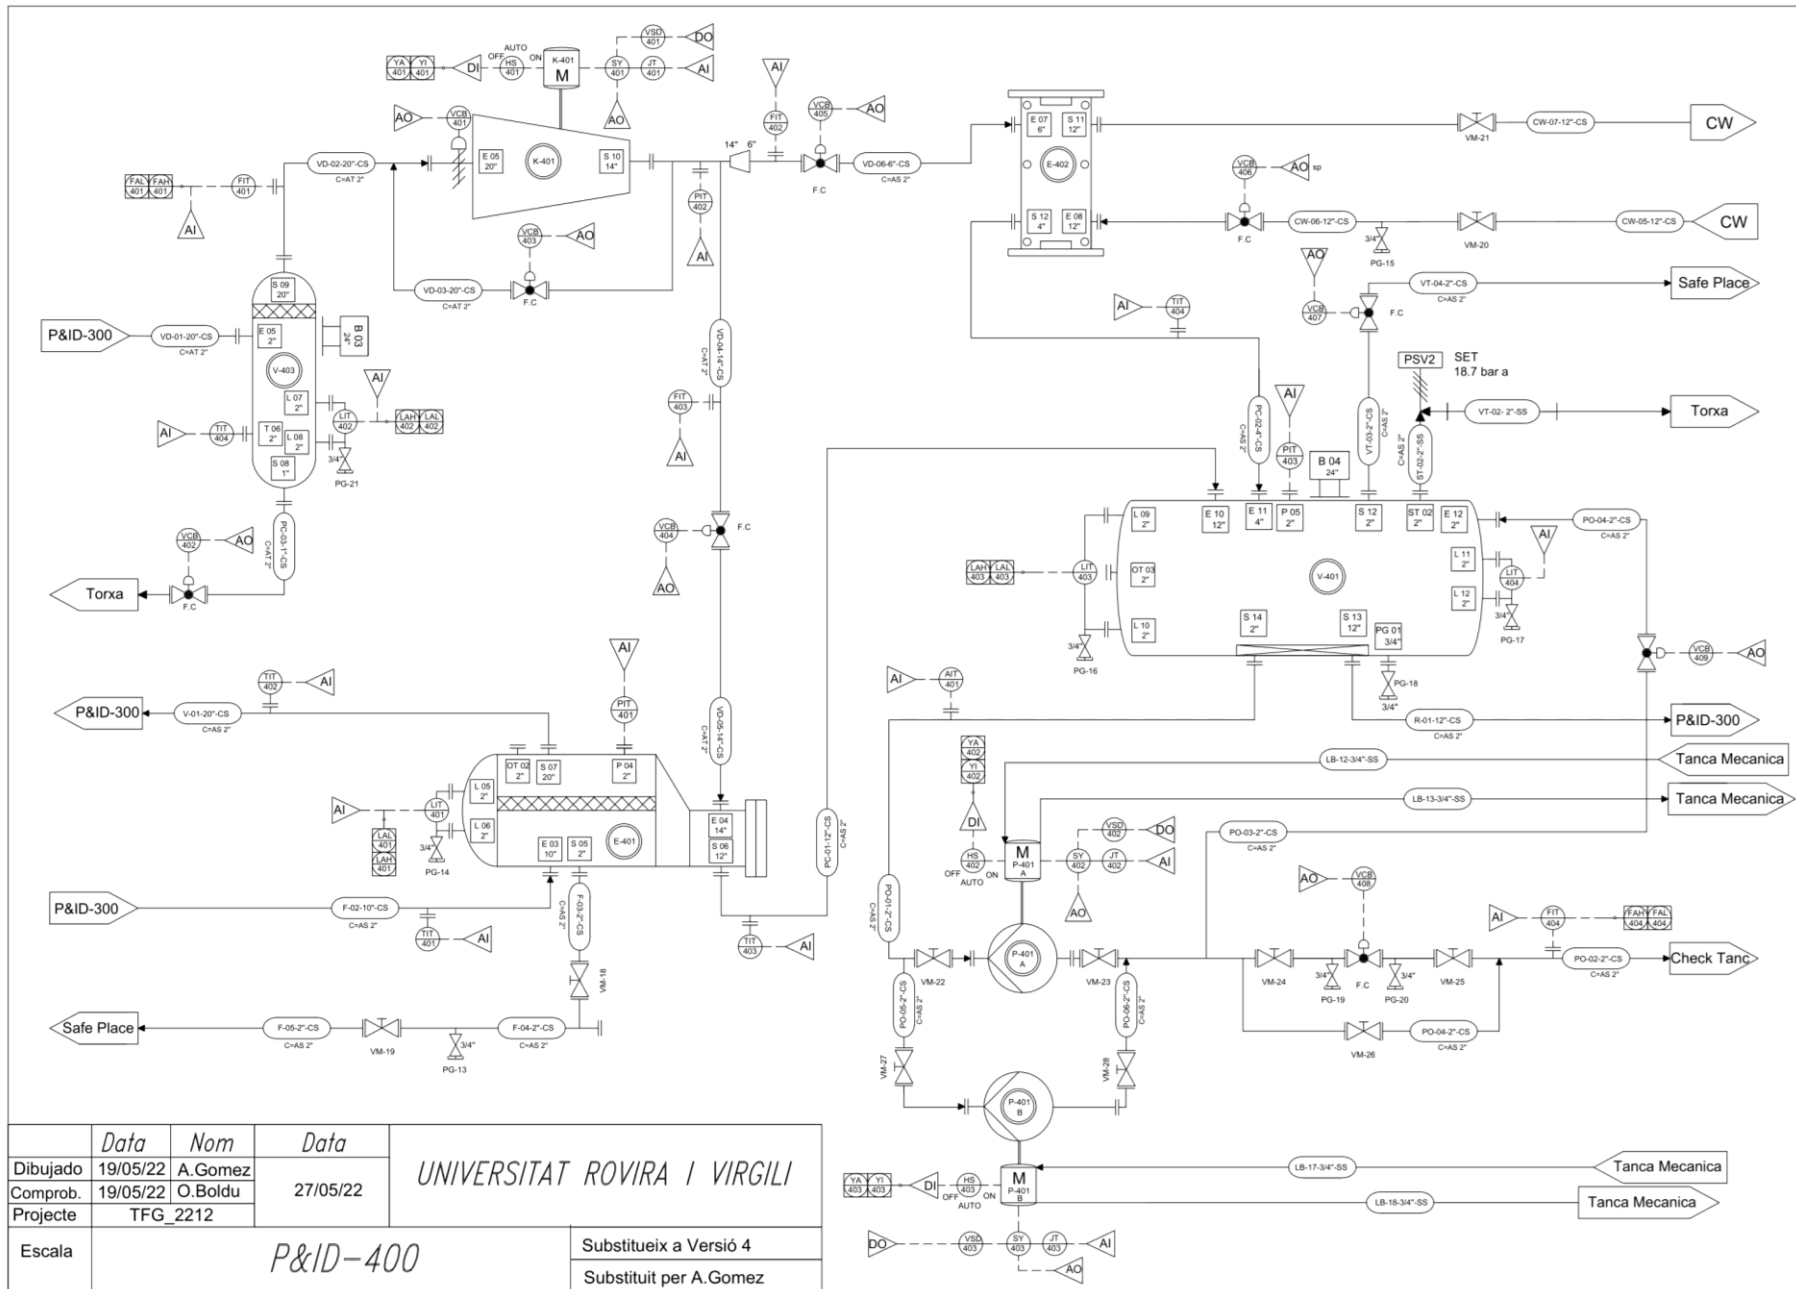 YA 401
YI 401
DI
OFF
AUTO
HS 401
ON
K-401
M
VSD 401
DO
SY 401
JT 401
AI
AO
AO
VCB 401
AI
FIT 402
VCB 405
AO
14" 6"
F.C
VD-06-6"-CS
C=AS 2"
VD-02-20"-CS
C=AT 2"
E 05
20"
K-401
S 10
14"
FAL 401
FAH 401
FIT 401
AI
PIT 402
AI
VCB 403
AO
VD-03-20"-CS
C=AT 2"
F.C
E 07
6"
S 11
12"
E-402
S 12
4"
E 08
12"
VM-21
CW-07-12"-CS
CW
VCB 406
AO sp
F.C
CW-06-12"-CS
3/4"
PG-15
VM-20
CW-05-12"-CS
CW
AO
VCB 407
F.C
VT-04-2"-CS
C=AS 2"
Safe Place
AI
TIT 404
P&ID-300
VD-01-20"-CS
C=AT 2"
S 09
20"
E 05
2"
B 03
24"
V-403
L 07
2"
T 06
2"
L 08
2"
S 08
1"
AI
TIT 404
AI
LIT 402
LAH 402
LAL 402
3/4"
PG-21
PC-03-1"-CS
C=AT 2"
VCB 402
AO
F.C
Torxa
VD-04-14"-CS
C=AT 2"
FIT 403
AI
VCB 404
F.C
AO
VD-05-14"-CS
C=AT 2"
PC-02-4"-CS
C=AS 2"
AI
PIT 403
B 04
24"
VT-03-2"-CS
C=AS 2"
PSV2
SET
18.7 bar a
VT-02- 2"-SS
Torxa
ST-02-2"-SS
C=AS 2"
L 09
2"
E 10
12"
E 11
4"
P 05
2"
S 12
2"
ST 02
2"
E 12
2"
PO-04-2"-CS
C=AS 2"
LAH 403
LAL 403
LIT 403
OT 03
2"
V-401
L 11
2"
LIT 404
AI
L 12
2"
3/4"
PG-17
L 10
2"
3/4"
PG-16
S 14
2"
S 13
12"
PG 01
3/4"
PG-18
3/4"
VCB 409
AO
AI
AIT 401
R-01-12"-CS
C=AS 2"
P&ID-300
P&ID-300
V-01-20"-CS
C=AS 2"
TIT 402
AI
AI
PIT 401
OT 02
2"
S 07
20"
P 04
2"
AI
LIT 401
LAL 401
LAH 401
L 05
2"
L 06
2"
3/4"
PG-14
E 03
10"
S 05
2"
E-401
E 04
14"
S 06
12"
PC-01-12"-CS
C=AS 2"
P&ID-300
F-02-10"-CS
C=AS 2"
TIT 401
AI
F-03-2"-CS
C=AS 2"
VM-18
TIT 403
AI
Safe Place
F-05-2"-CS
C=AS 2"
VM-19
3/4"
PG-13
F-04-2"-CS
C=AS 2"
YA 402
YI 402
DI
HS 402
OFF
AUTO
ON
M
P-401
A
LB-12-3/4"-SS
Tanca Mecanica
LB-13-3/4"-SS
Tanca Mecanica
VSD 402
DO
SY 402
JT 402
AI
AO
PO-03-2"-CS
C=AS 2"
PO-01-2"-CS
C=AS 2"
VM-22
P-401
A
VM-23
AO
VCB 408
VM-24
3/4"
PG-19
F.C
3/4"
PG-20
VM-25
AI
FIT 404
FAH 404
FAL 404
PO-02-2"-CS
C=AS 2"
Check Tanc
VM-26
PO-04-2"-CS
C=AS 2"
PO-05-2"-CS
C=AS 2"
PO-06-2"-CS
C=AS 2"
VM-27
VM-28
P-401
B
M
P-401
B
YA 403
YI 403
DI
HS 403
OFF
AUTO
ON
LB-17-3/4"-SS
Tanca Mecanica
LB-18-3/4"-SS
Tanca Mecanica
DO
VSD 403
SY 403
JT 403
AI
AO
Data Nom Data
Dibujado 19/05/22 A.Gomez
Comprob. 19/05/22 O.Boldu 27/05/22
Projecte TFG_2212
UNIVERSITAT ROVIRA I VIRGILI
Escala
P&ID-400
Substitueix a Versió 4
Substituit per A.Gomez